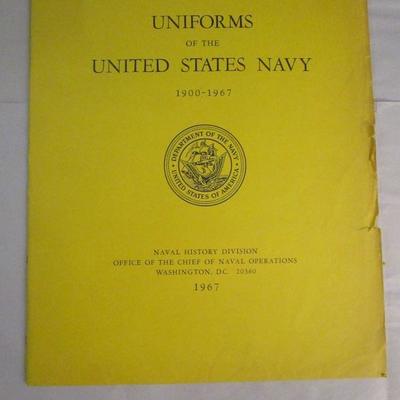 UNIFORMS
OF THE
UNITED STATES NAVY
1900-1967
DEPARTMENT OF THE NAVY
UNITED STATES OF AMERICA
NAVAL HISTORY DIVISION
OFFICE OF THE CHIEF OF NAVAL OPERATIONS
WASHINGTON, D.C. 20360
1967